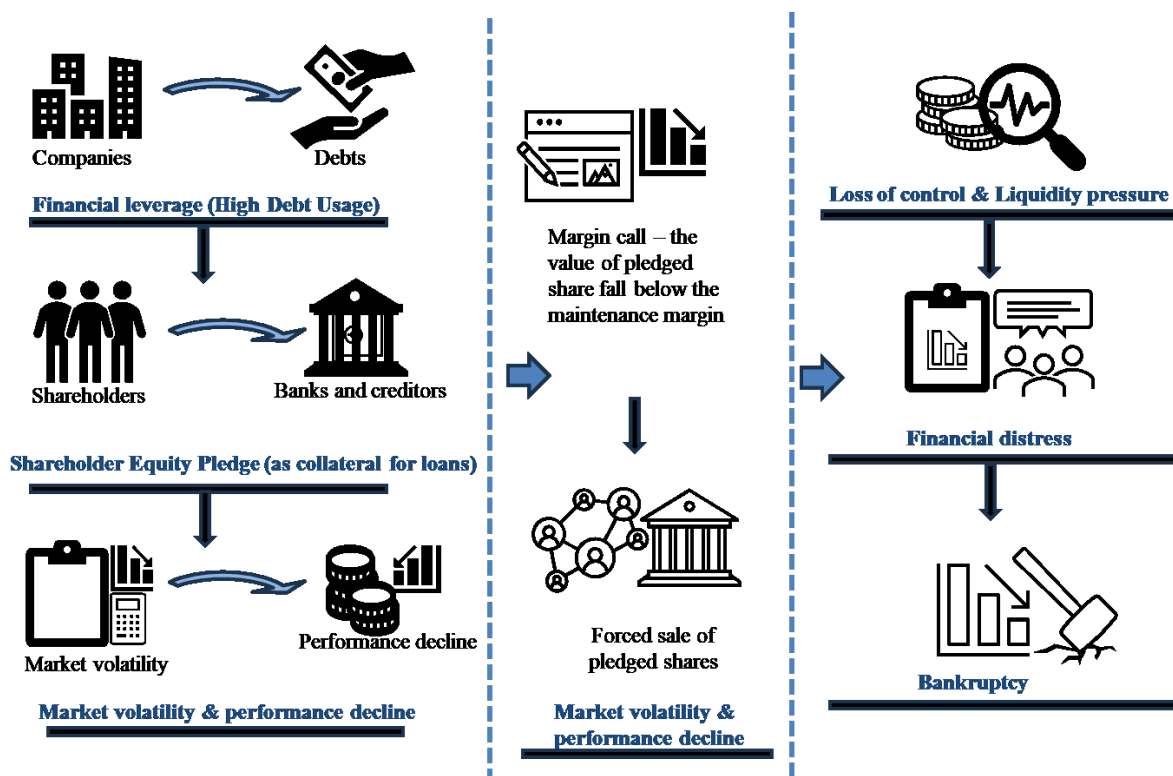 Companies
Debts
Financial leverage (High Debt Usage)
Shareholders
Banks and creditors
Shareholder Equity Pledge (as collateral for loans)
Market volatility
Performance decline
Market volatility & performance decline
Margin call – the
value of pledged
share fall below the
maintenance margin
Forced sale of
pledged shares
Market volatility &
performance decline
Loss of control & Liquidity pressure
Financial distress
Bankruptcy